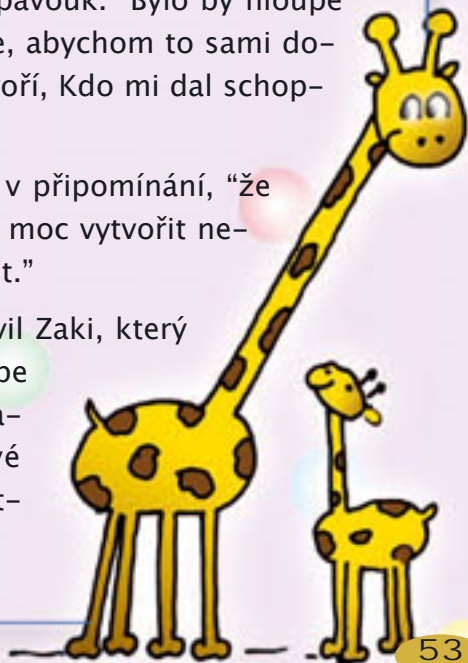 pavouk. “Bylo by hloupé
e, abychom to sami do-
oří, Kdo mi dal schop-
v připomínání, “že
moc vytvořit ne-
t.”
vil Zaki, který
be
a-
vé
t-
53